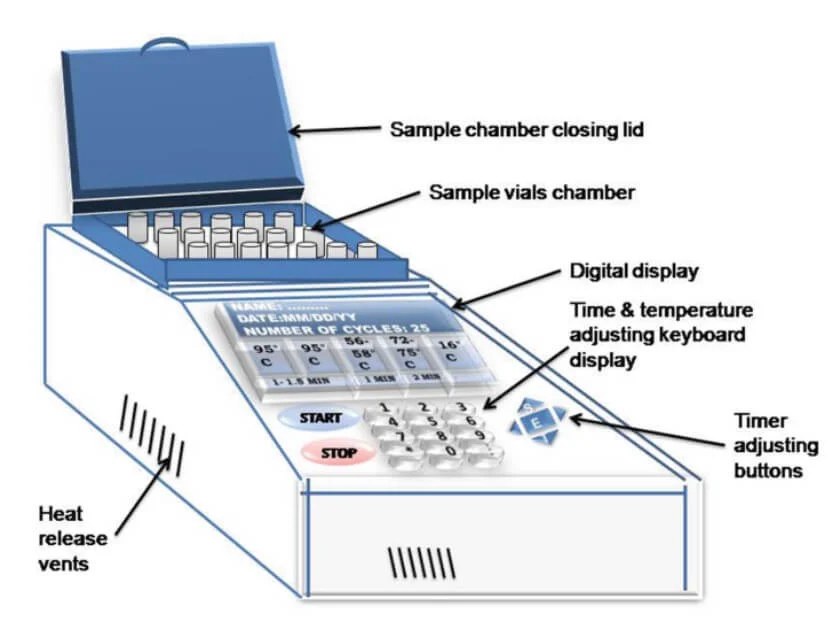 Sample chamber closing lid
Sample vials chamber
Digital display
Time & temperature
adjusting keyboard
display
NAME: .........
DATE:MM/DD/YY
NUMBER OF CYCLES: 25
95°
C
95°
C
56-
58°
C
72-
75°
C
16°
C
1- 1.5 MIN
1 MIN
2 MIN
START
STOP
1 2 3
4 5 6
7 8 9
* 0
S
E
Timer
adjusting
buttons
Heat
release
vents